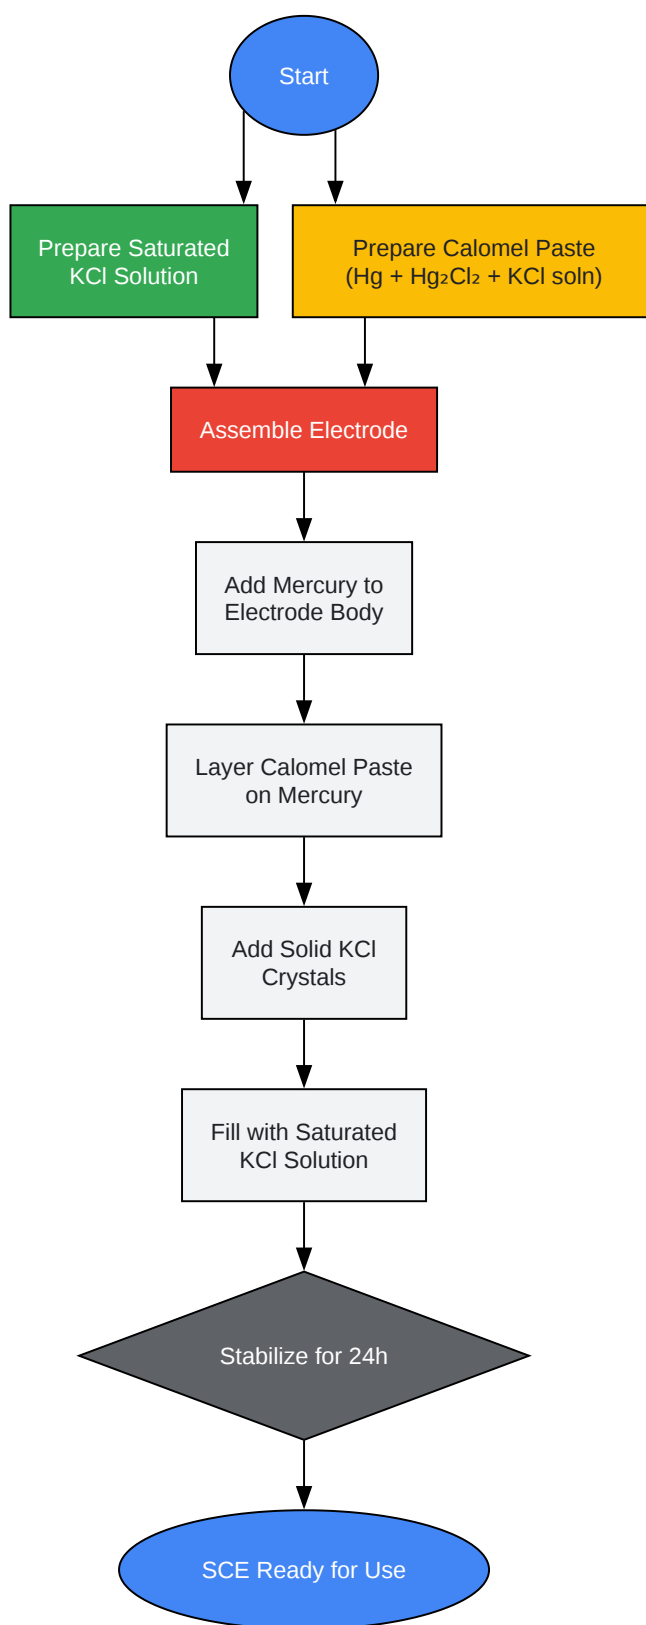 Start
Prepare Saturated
KCl Solution
Prepare Calomel Paste
(Hg + Hg₂Cl₂ + KCl soln)
Assemble Electrode
Add Mercury to
Electrode Body
Layer Calomel Paste
on Mercury
Add Solid KCl
Crystals
Fill with Saturated
KCl Solution
Stabilize for 24h
SCE Ready for Use